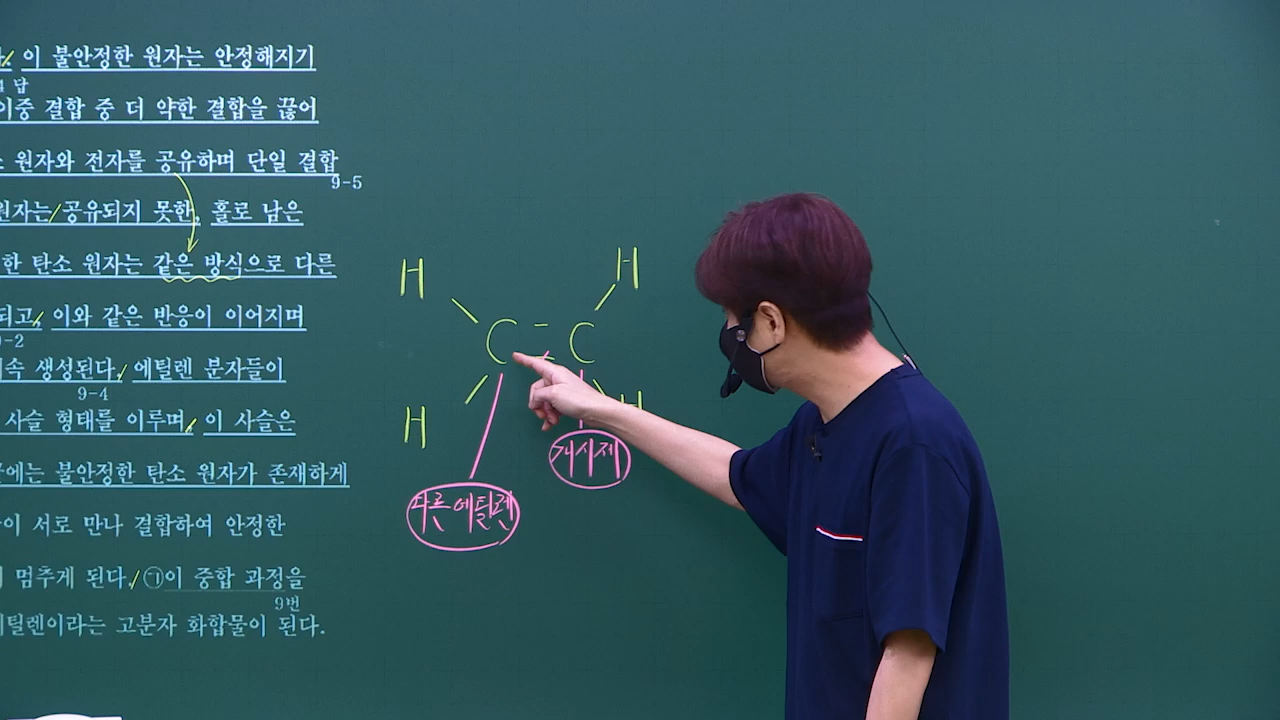 이 불안정한 원자는 안정해지기
답
이중 결합 중 더 약한 결합을 끊어
원자와 전자를 공유하며 단일 결합
9-5
원자는/공유되지 못한, 홀로 남은
한 탄소 원자는 같은 방식으로 다른
되고, 이와 같은 반응이 이어지며
-2
속 생성된다. 에틸렌 분자들이
9-4
사슬 형태를 이루며, 이 사슬은
에는 불안정한 탄소 원자가 존재하게
이 서로 만나 결합하여 안정한
멈추게 된다. ㉠이 중합 과정을
9번
에틸렌이라는 고분자 화합물이 된다.
H H
C = C
H H
개시제
다른 에틸렌